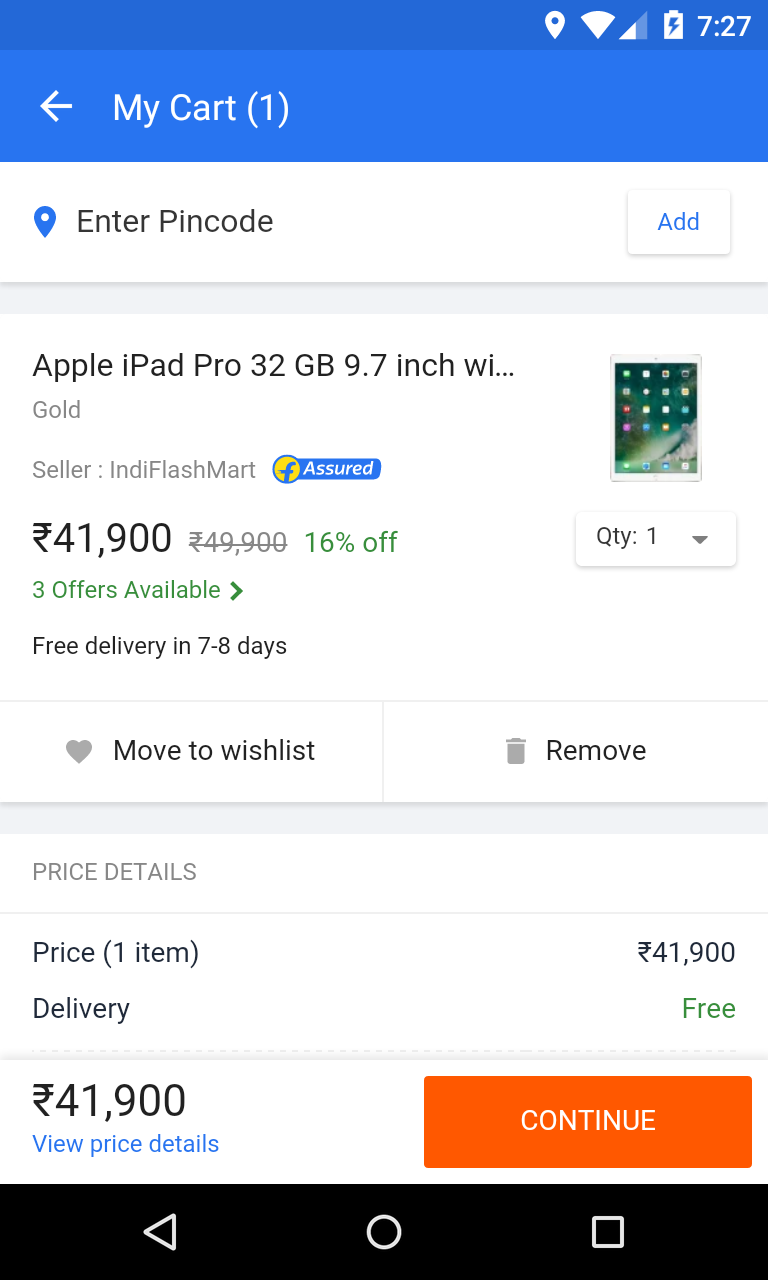 7:27
My Cart (1)
Enter Pincode
Add
Apple iPad Pro 32 GB 9.7 inch wi...
Gold
Seller : IndiFlashMart
Assured
₹41,900 ₹49,900 16% off
Qty: 1
3 Offers Available
Free delivery in 7-8 days
Move to wishlist
Remove
PRICE DETAILS
Price (1 item) ₹41,900
Delivery Free
₹41,900
View price details
CONTINUE